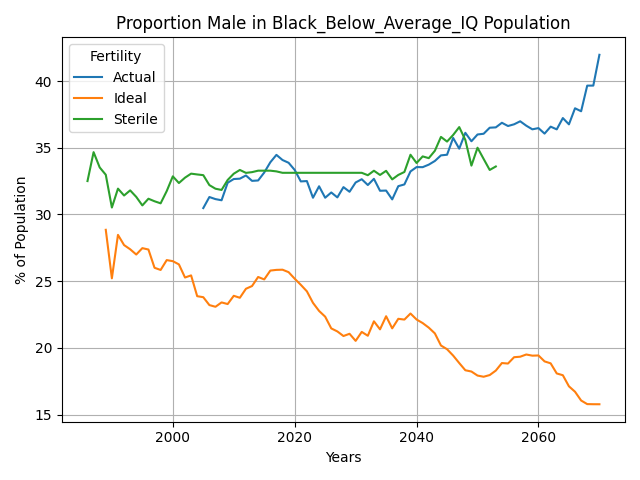 Proportion Male in Black_Below_Average_IQ Population
Fertility
Actual
Ideal
Sterile
% of Population
40
35
30
25
20
15
2000
2020
2040
2060
Years